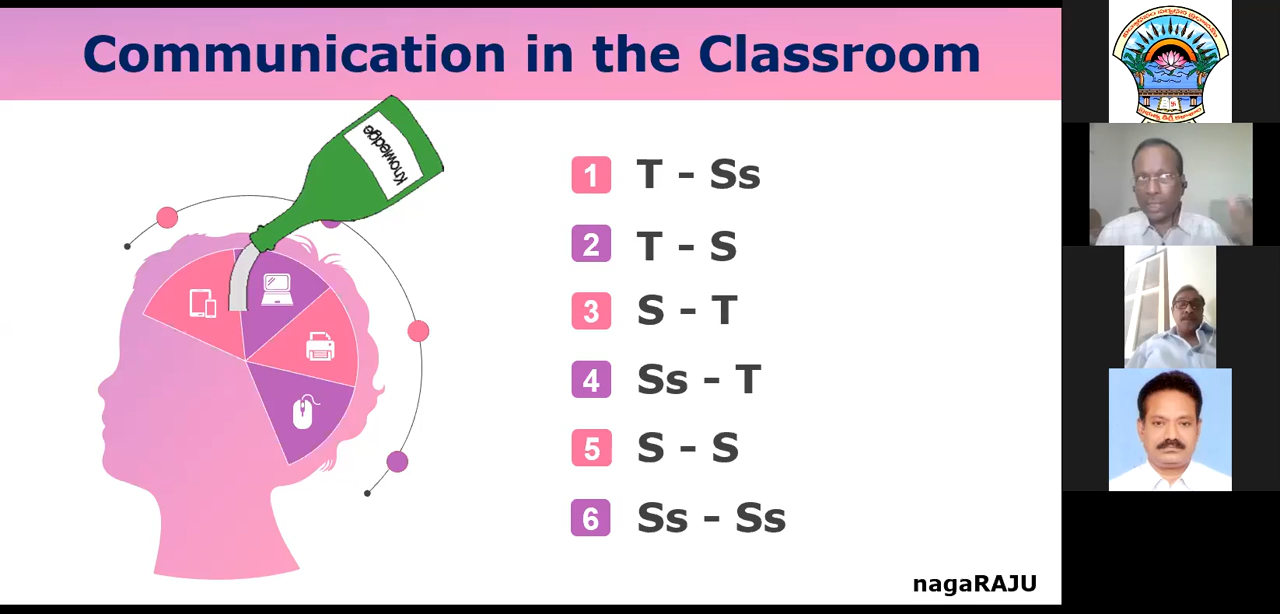 Communication in the Classroom
Knowledge
1 T - Ss
2 T - S
3 S - T
4 Ss - T
5 S - S
6 Ss - Ss
nagaRAJU